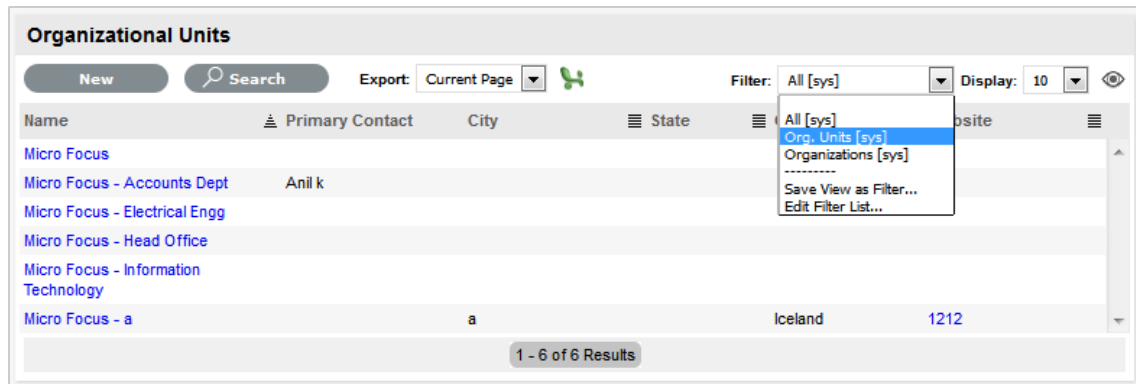 Organizational Units
New Search Export: Current Page Filter: All [sys] Display: 10
Name Primary Contact City State
All [sys]
Org. Units [sys]
Organizations [sys]
---------
Save View as Filter...
Edit Filter List...
Micro Focus
Micro Focus - Accounts Dept Anil k
Micro Focus - Electrical Engg
Micro Focus - Head Office
Micro Focus - Information
Technology
Micro Focus - a a Iceland 1212
1 - 6 of 6 Results